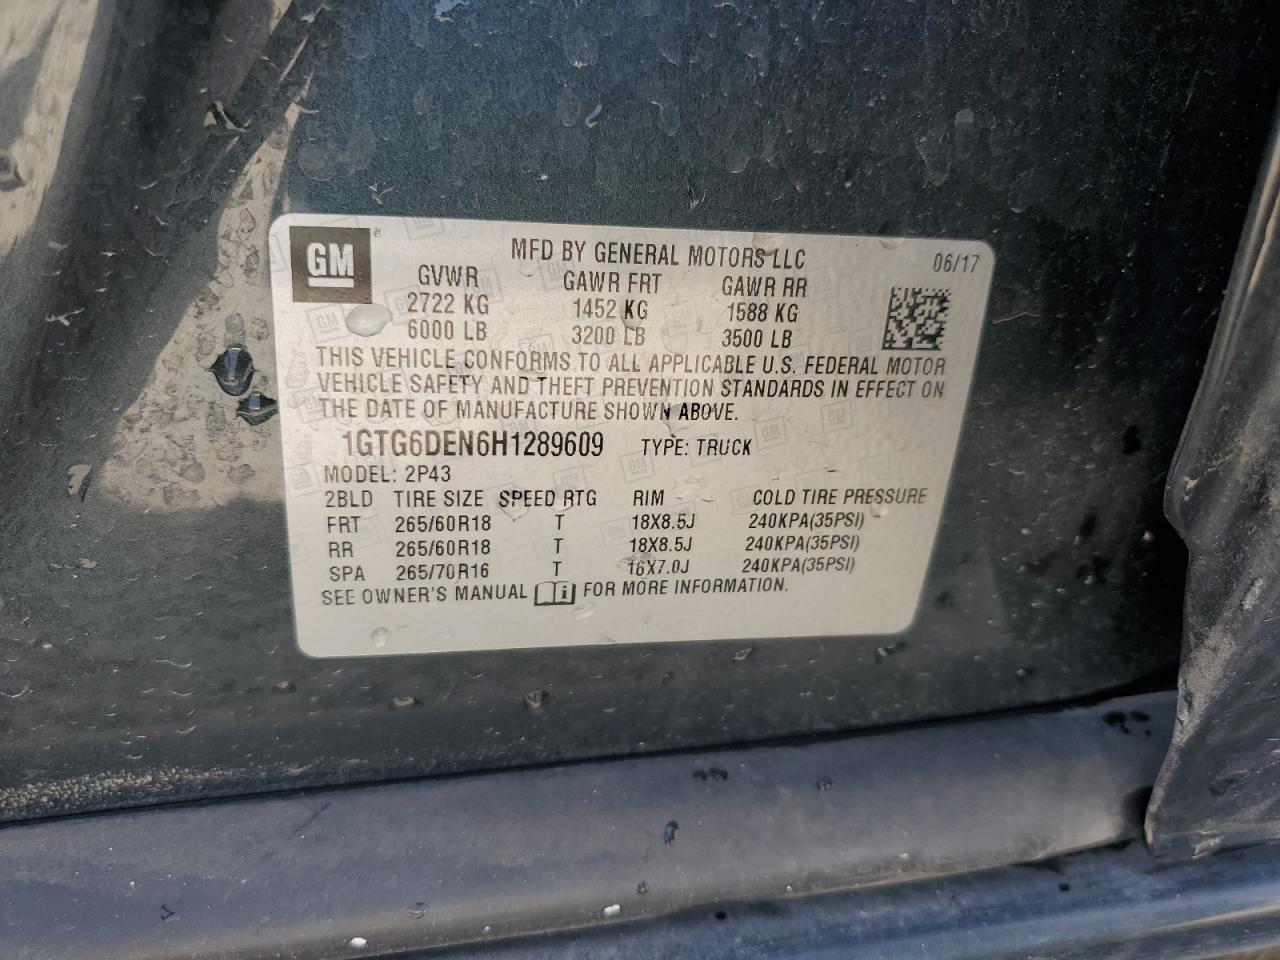 GM
MFD BY GENERAL MOTORS LLC
06/17
GVWR GAWR FRT GAWR RR
2722 KG 1452 KG 1588 KG
6000 LB 3200 LB 3500 LB
THIS VEHICLE CONFORMS TO ALL APPLICABLE U.S. FEDERAL MOTOR
VEHICLE SAFETY AND THEFT PREVENTION STANDARDS IN EFFECT ON
THE DATE OF MANUFACTURE SHOWN ABOVE.
1GTG6DEN6H1289609 TYPE: TRUCK
MODEL: 2P43
2BLD TIRE SIZE SPEED RTG RIM COLD TIRE PRESSURE
FRT 265/60R18 T 18X8.5J 240KPA(35PSI)
RR 265/60R18 T 18X8.5J 240KPA(35PSI)
SPA 265/70R16 T 16X7.0J 240KPA(35PSI)
SEE OWNER'S MANUAL i FOR MORE INFORMATION.